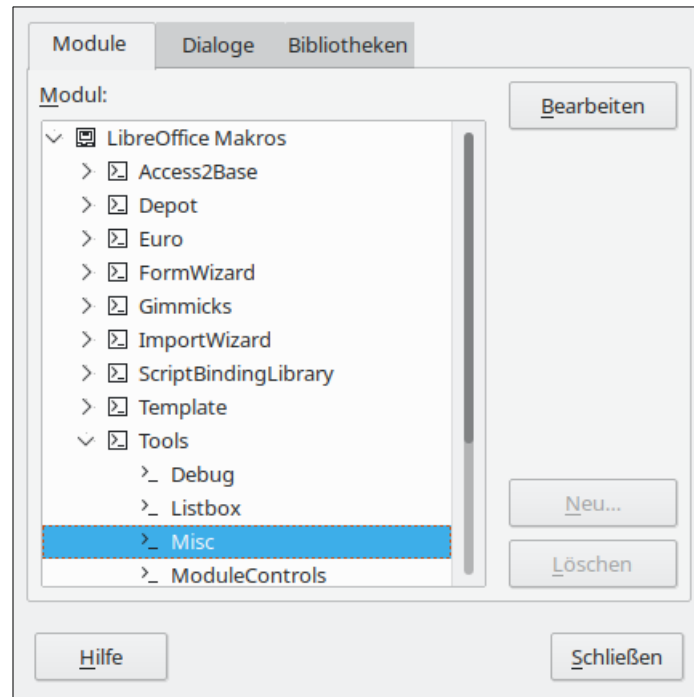 Module Dialoge Bibliotheken
Modul:
Bearbeiten
LibreOffice Makros
Access2Base
Depot
Euro
FormWizard
Gimmicks
ImportWizard
ScriptBindingLibrary
Template
Tools
Debug
Listbox
Misc
ModuleControls
Neu...
Löschen
Hilfe
Schließen